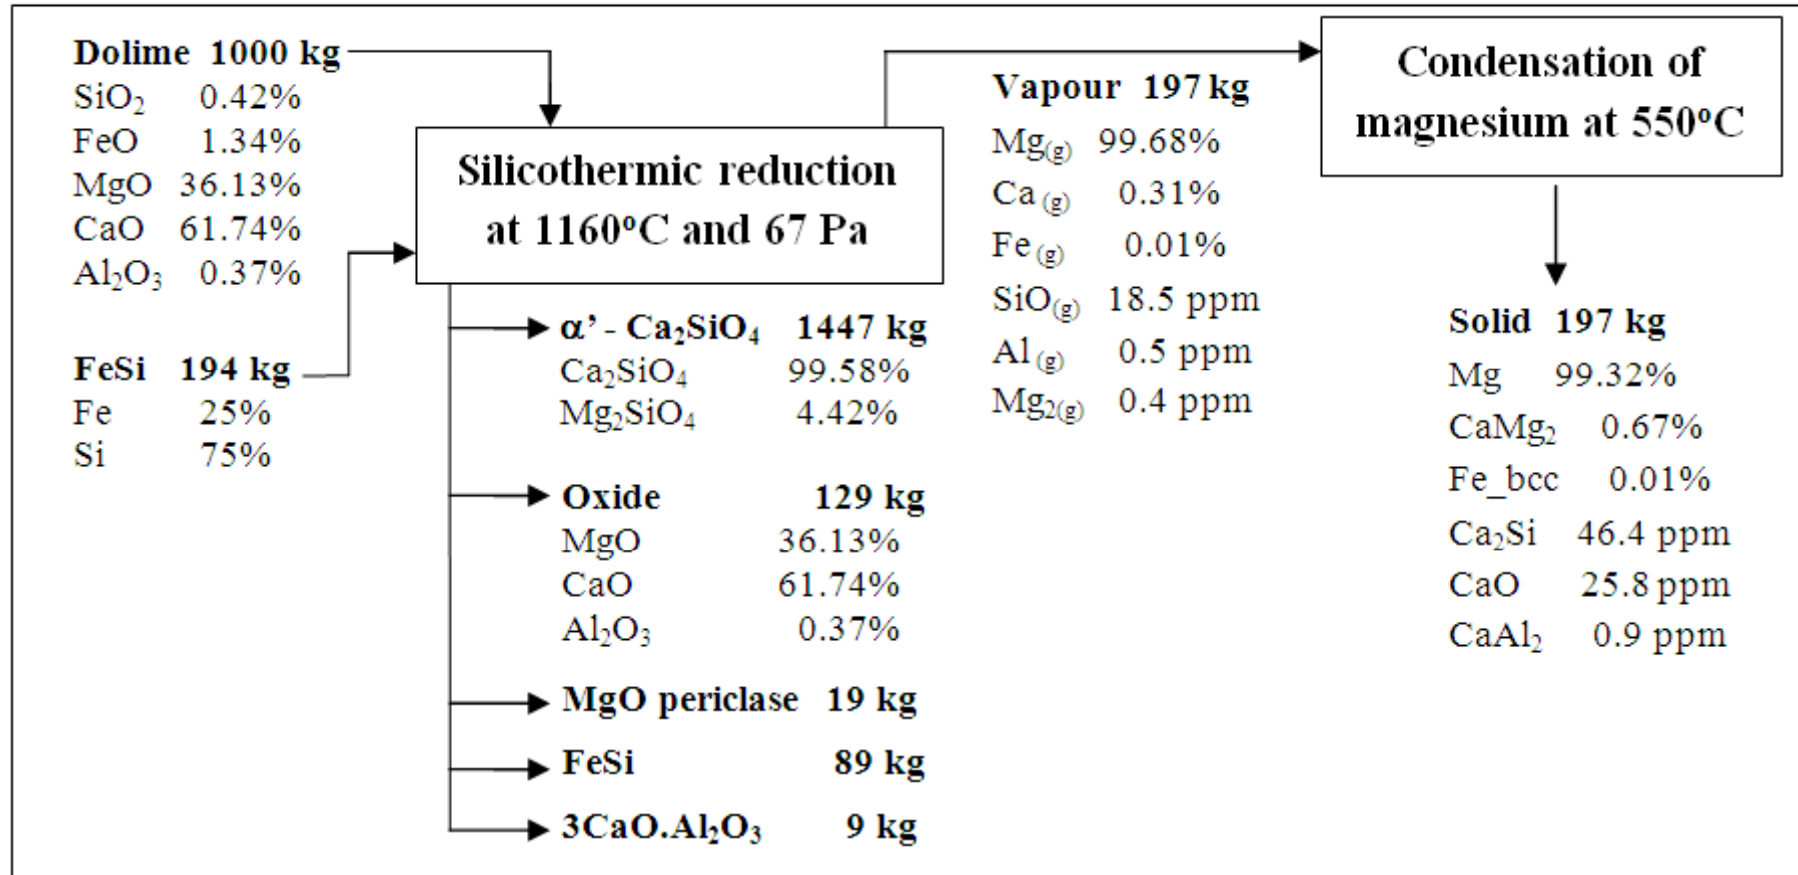 Dolime 1000 kg
SiO₂ 0.42%
FeO 1.34%
MgO 36.13%
CaO 61.74%
Al₂O₃ 0.37%
FeSi 194 kg
Fe 25%
Si 75%
Silicothermic reduction
at 1160°C and 67 Pa
α’ - Ca₂SiO₄ 1447 kg
Ca₂SiO₄ 99.58%
Mg₂SiO₄ 4.42%
Oxide 129 kg
MgO 36.13%
CaO 61.74%
Al₂O₃ 0.37%
MgO periclase 19 kg
FeSi 89 kg
3CaO.Al₂O₃ 9 kg
Vapour 197 kg
Mg(g) 99.68%
Ca (g) 0.31%
Fe (g) 0.01%
SiO(g) 18.5 ppm
Al (g) 0.5 ppm
Mg₂(g) 0.4 ppm
Condensation of
magnesium at 550°C
Solid 197 kg
Mg 99.32%
CaMg₂ 0.67%
Fe_bcc 0.01%
Ca₂Si 46.4 ppm
CaO 25.8 ppm
CaAl₂ 0.9 ppm